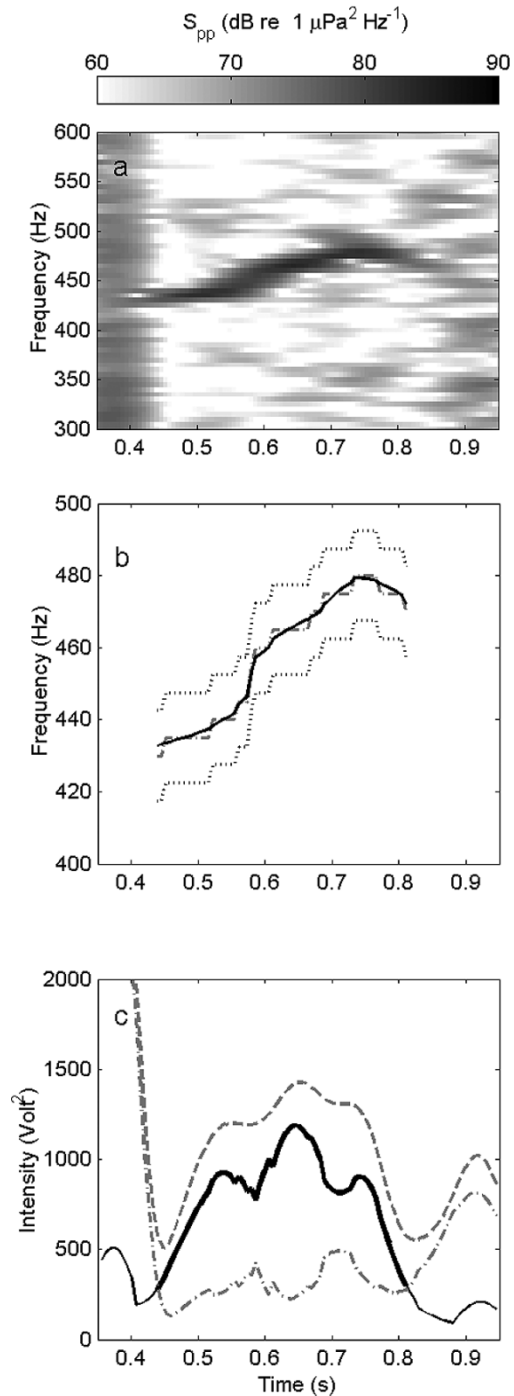 S_pp (dB re 1 μPa² Hz⁻¹)
60 70 80 90
a
Frequency (Hz)
600
550
500
450
400
350
300
0.4 0.5 0.6 0.7 0.8 0.9
b
Frequency (Hz)
500
480
460
440
420
400
0.4 0.5 0.6 0.7 0.8 0.9
c
Intensity (Volt²)
2000
1500
1000
500
0
0.4 0.5 0.6 0.7 0.8 0.9
Time (s)